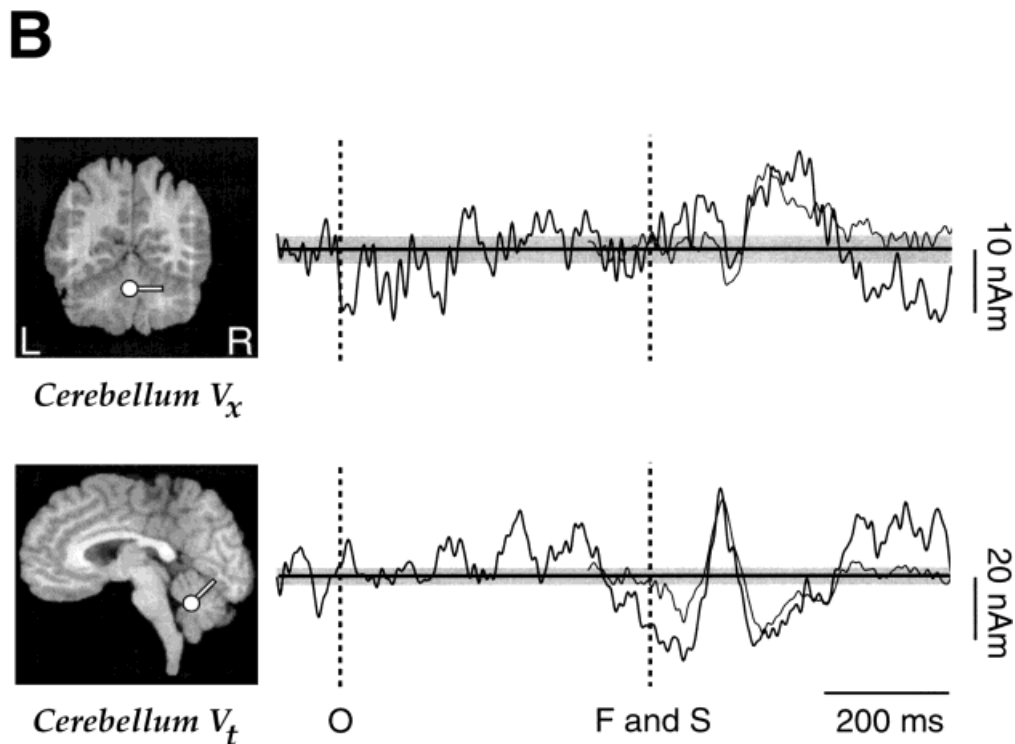 B
10 nAm
L R
Cerebellum Vx
20 nAm
Cerebellum Vt
O F and S 200 ms